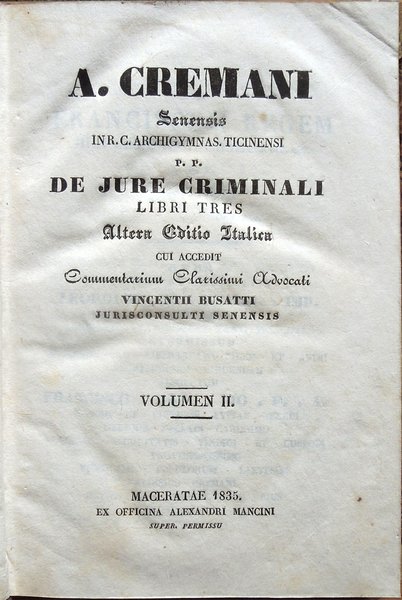 A. CREMANI
Senensis
IN R. C. ARCHIGYMNAS. TICINENSI
P. P.
DE JURE CRIMINALI
LIBRI TRES
Altera Editio Italica
CUI ACCEDIT
Commentarium Clarissimi Advocati
VINCENTII BUSATTI
JURISCONSULTI SENENSIS
VOLUMEN II.
MACERATAE 1835.
EX OFFICINA ALEXANDRI MANCINI
SUPER. PERMISSU